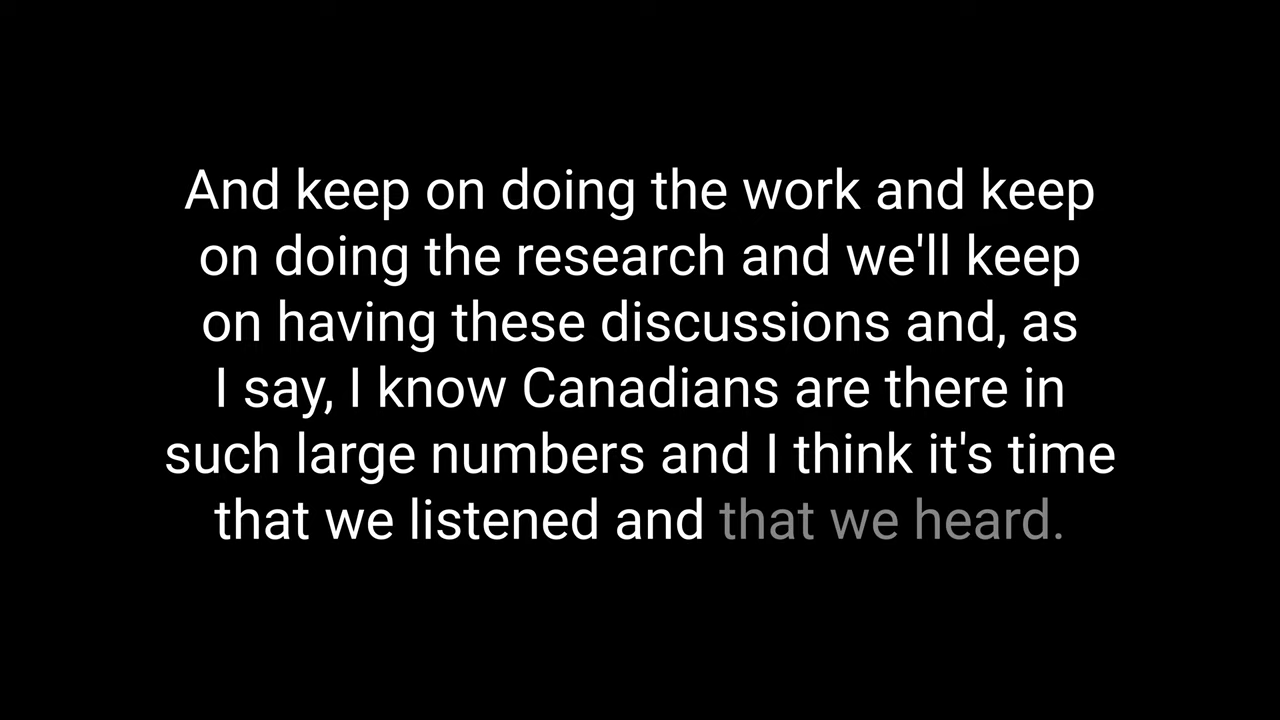 And keep on doing the work and keep
on doing the research and we'll keep
on having these discussions and, as
I say, I know Canadians are there in
such large numbers and I think it's time
that we listened and that we heard.